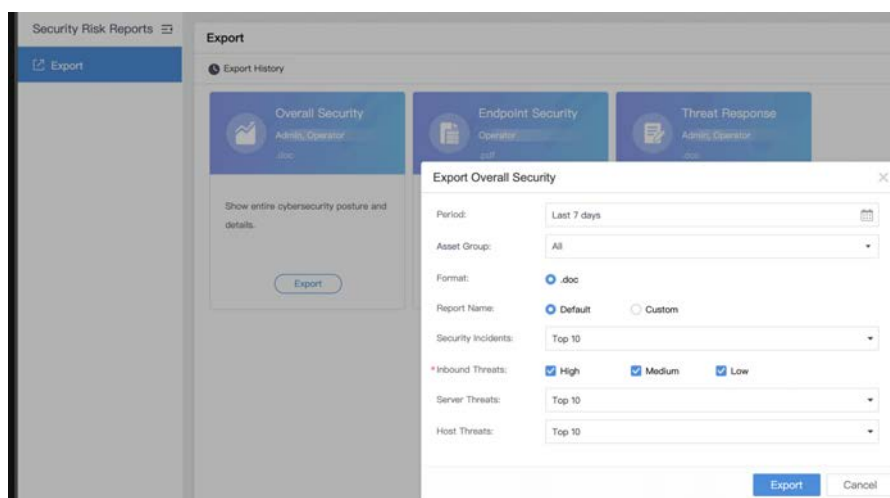 Security Risk Reports
Export
Export
Export History
Overall Security
Admin, Operator
.doc
Show entire cybersecurity posture and
details.
Export
Endpoint Security
Operator
.pdf
Threat Response
Admin, Operator
.doc
Export Overall Security
Period:
Last 7 days
Asset Group:
All
Format:
.doc
Report Name:
Default
Custom
Security Incidents:
Top 10
*Inbound Threats:
High
Medium
Low
Server Threats:
Top 10
Host Threats:
Top 10
Export
Cancel